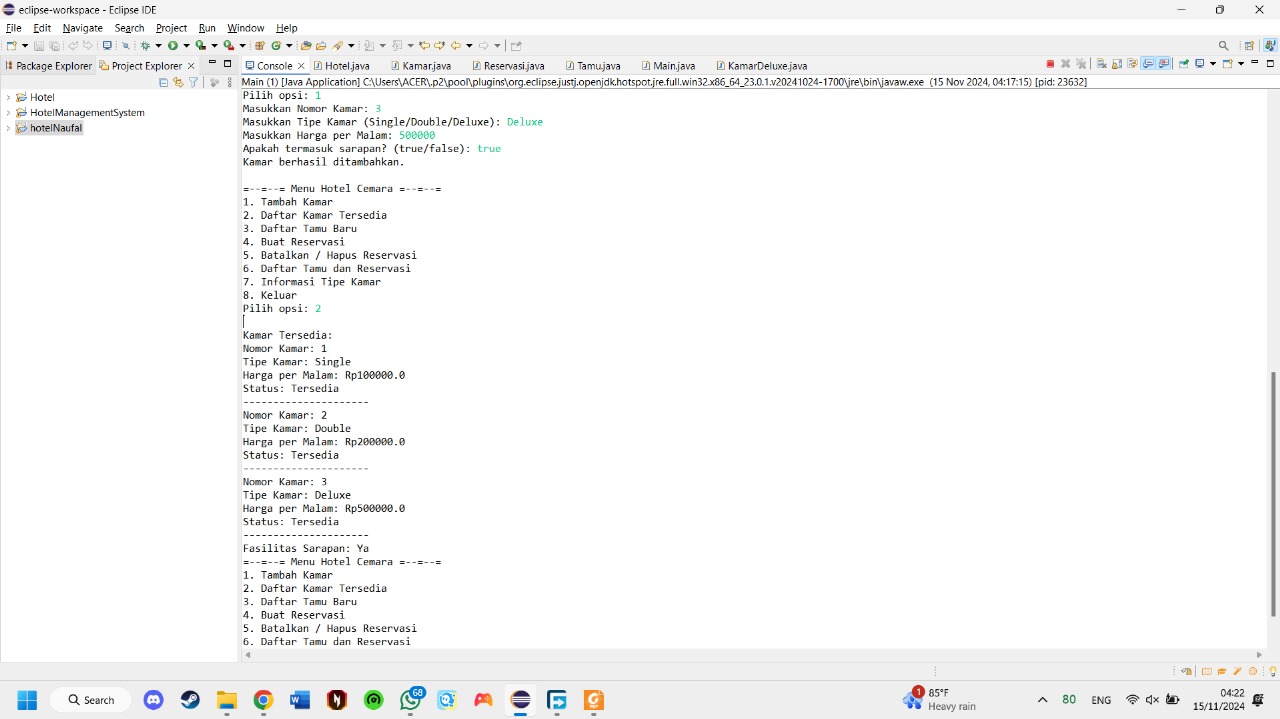 eclipse-workspace - Eclipse IDE
File Edit Navigate Search Project Run Window Help
Package Explorer Project Explorer Console Hotel.java Kamar.java Reservasi.java Tamu.java Main.java KamarDeluxe.java
Main (1) [Java Application] C:\Users\ACER\.p2\pool\plugins\org.eclipse.justj.openjdk.hotspot.jre.full.win32.x86_64_23.0.1.v20241024-1700\jre\bin\javaw.exe (15 Nov 2024, 04:17:15) [pid: 23632]
Hotel
HotelManagementSystem
hotelNaufal
Pilih opsi: 1
Masukkan Nomor Kamar: 3
Masukkan Tipe Kamar (Single/Double/Deluxe): Deluxe
Masukkan Harga per Malam: 500000
Apakah termasuk sarapan? (true/false): true
Kamar berhasil ditambahkan.
=--=--= Menu Hotel Cemara =--=--=
1. Tambah Kamar
2. Daftar Kamar Tersedia
3. Daftar Tamu Baru
4. Buat Reservasi
5. Batalkan / Hapus Reservasi
6. Daftar Tamu dan Reservasi
7. Informasi Tipe Kamar
8. Keluar
Pilih opsi: 2
Kamar Tersedia:
Nomor Kamar: 1
Tipe Kamar: Single
Harga per Malam: Rp100000.0
Status: Tersedia
---------------------
Nomor Kamar: 2
Tipe Kamar: Double
Harga per Malam: Rp200000.0
Status: Tersedia
---------------------
Nomor Kamar: 3
Tipe Kamar: Deluxe
Harga per Malam: Rp500000.0
Status: Tersedia
---------------------
Fasilitas Sarapan: Ya
=--=--= Menu Hotel Cemara =--=--=
1. Tambah Kamar
2. Daftar Kamar Tersedia
3. Daftar Tamu Baru
4. Buat Reservasi
5. Batalkan / Hapus Reservasi
6. Daftar Tamu dan Reservasi
Search
68
1
85°F
Heavy rain
80
ENG
04:22
15/11/2024